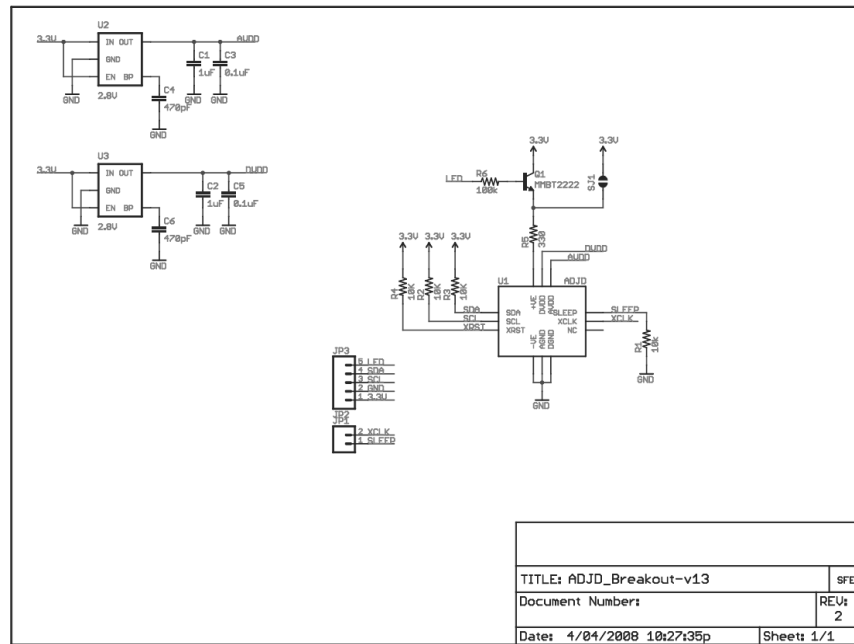 U2
3.3V
IN OUT
GND
EN BP
2.8V
GND
AVDD
C1
1uF
C3
0.1uF
C4
470pF
GND
GND
GND
U3
3.3V
IN OUT
GND
EN BP
2.8V
GND
DVDD
C2
1uF
C5
0.1uF
C6
470pF
GND
GND
GND
3.3V
3.3V
LED
R6
100k
Q1
MMBT2222
SJ1
R5
330
DVDD
AVDD
3.3V
3.3V
3.3V
R4
10K
R2
10K
R3
10K
U1
ADJD
+VE
DVDD
AVDD
SDA
SDA
SCL
SCL
XRST
XRST
SLEEP
SLEEP
XCLK
XCLK
NC
-VE
AGND
DGND
R1
10k
GND
GND
JP3
5 LED
4 SDA
3 SCL
2 GND
1 3.3V
JP2
JP1
2 XCLK
1 SLEEP
TITLE: ADJD_Breakout-v13
SFE
Document Number:
REV:
2
Date: 4/04/2008 10:27:35p
Sheet: 1/1